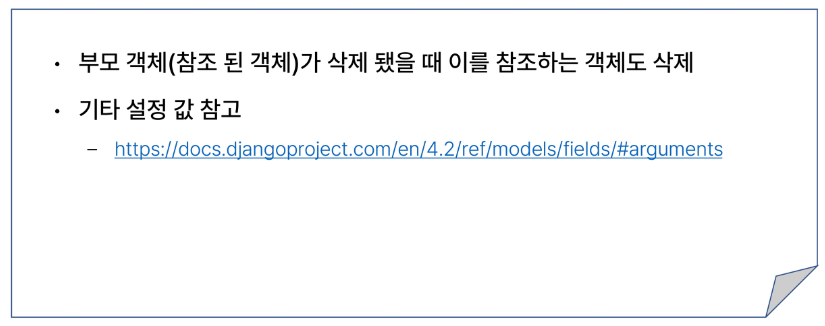 • 부모 객체(참조 된 객체)가 삭제 됐을 때 이를 참조하는 객체도 삭제
• 기타 설정 값 참고
– https://docs.djangoproject.com/en/4.2/ref/models/fields/#arguments